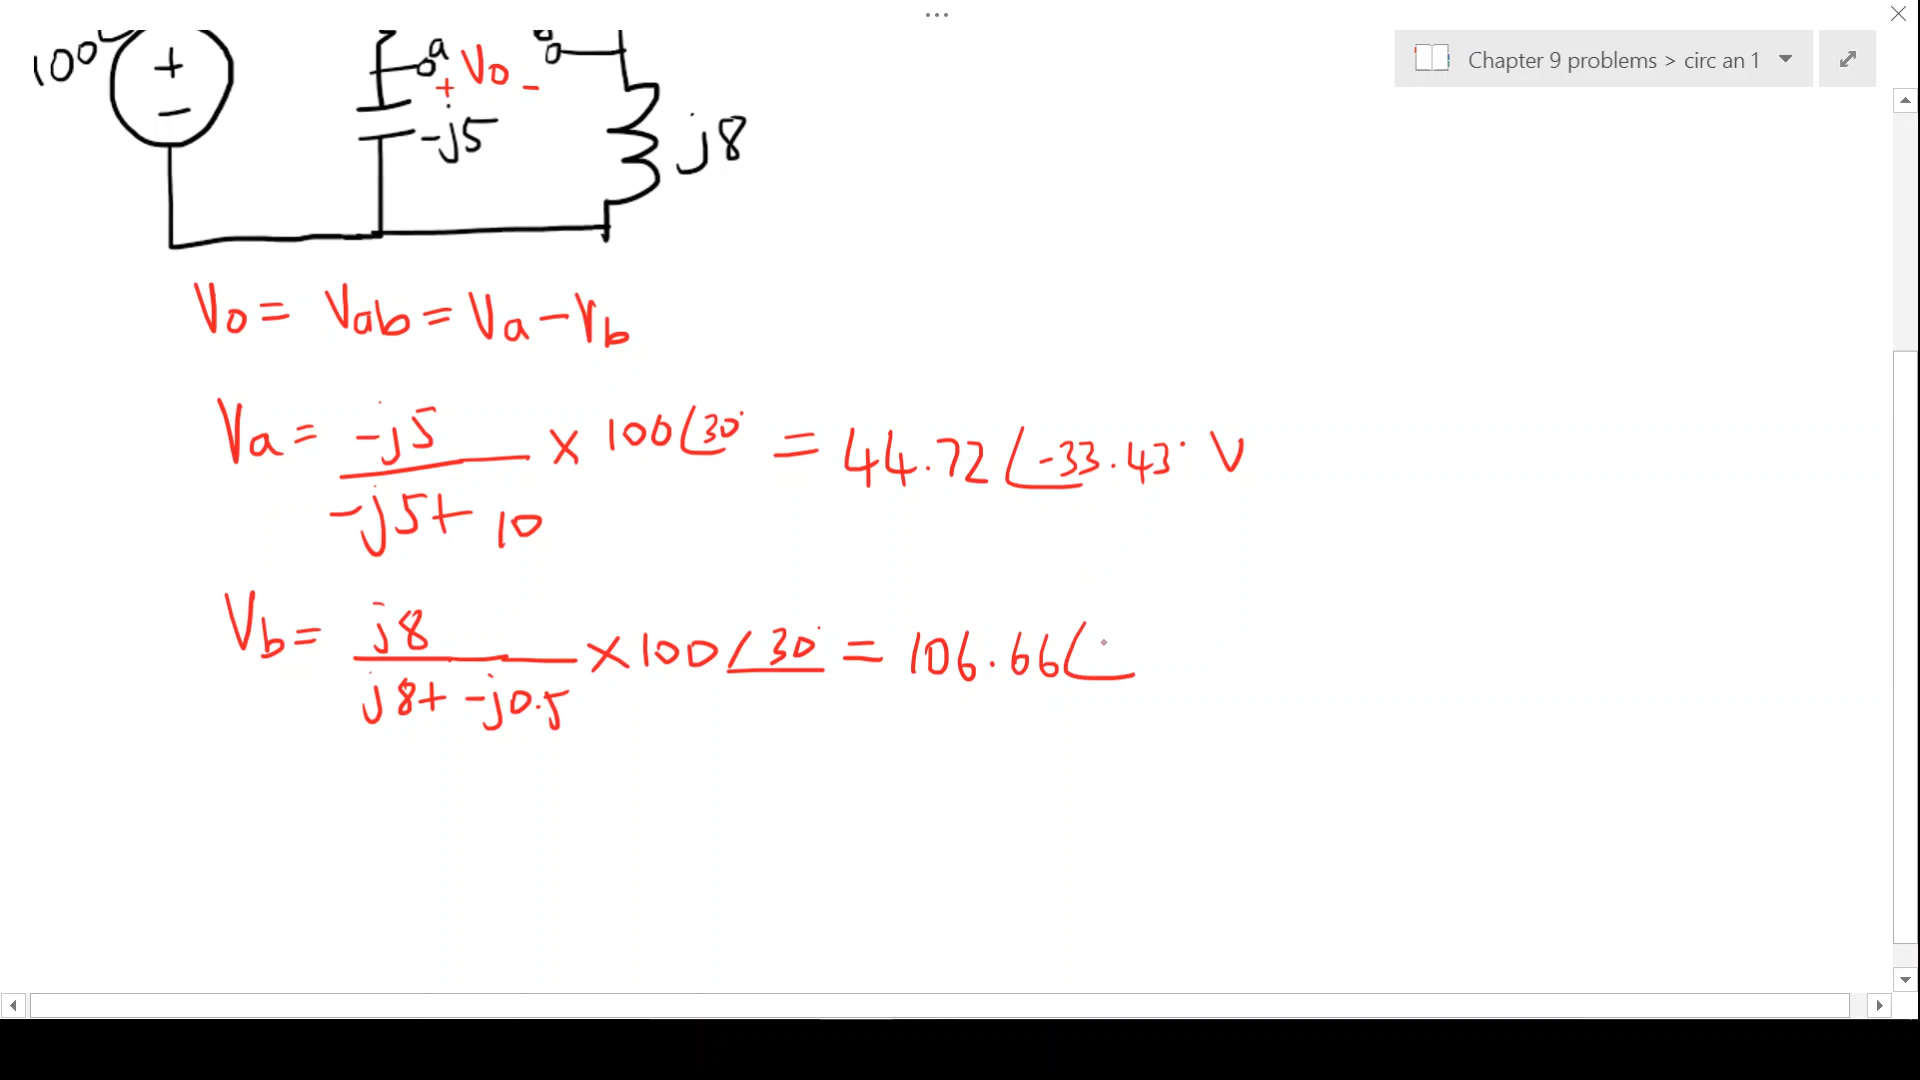 ...
Chapter 9 problems > circ an 1
100
+
−
a
+ Vo -
-j5
j8
Vo = Vab = Va - Vb
Va = -j5 / -j5 + 10 × 100∠30° = 44.72∠-33.43° V
Vb = j8 / j8 + -j0.5 × 100∠30° = 106.66∠